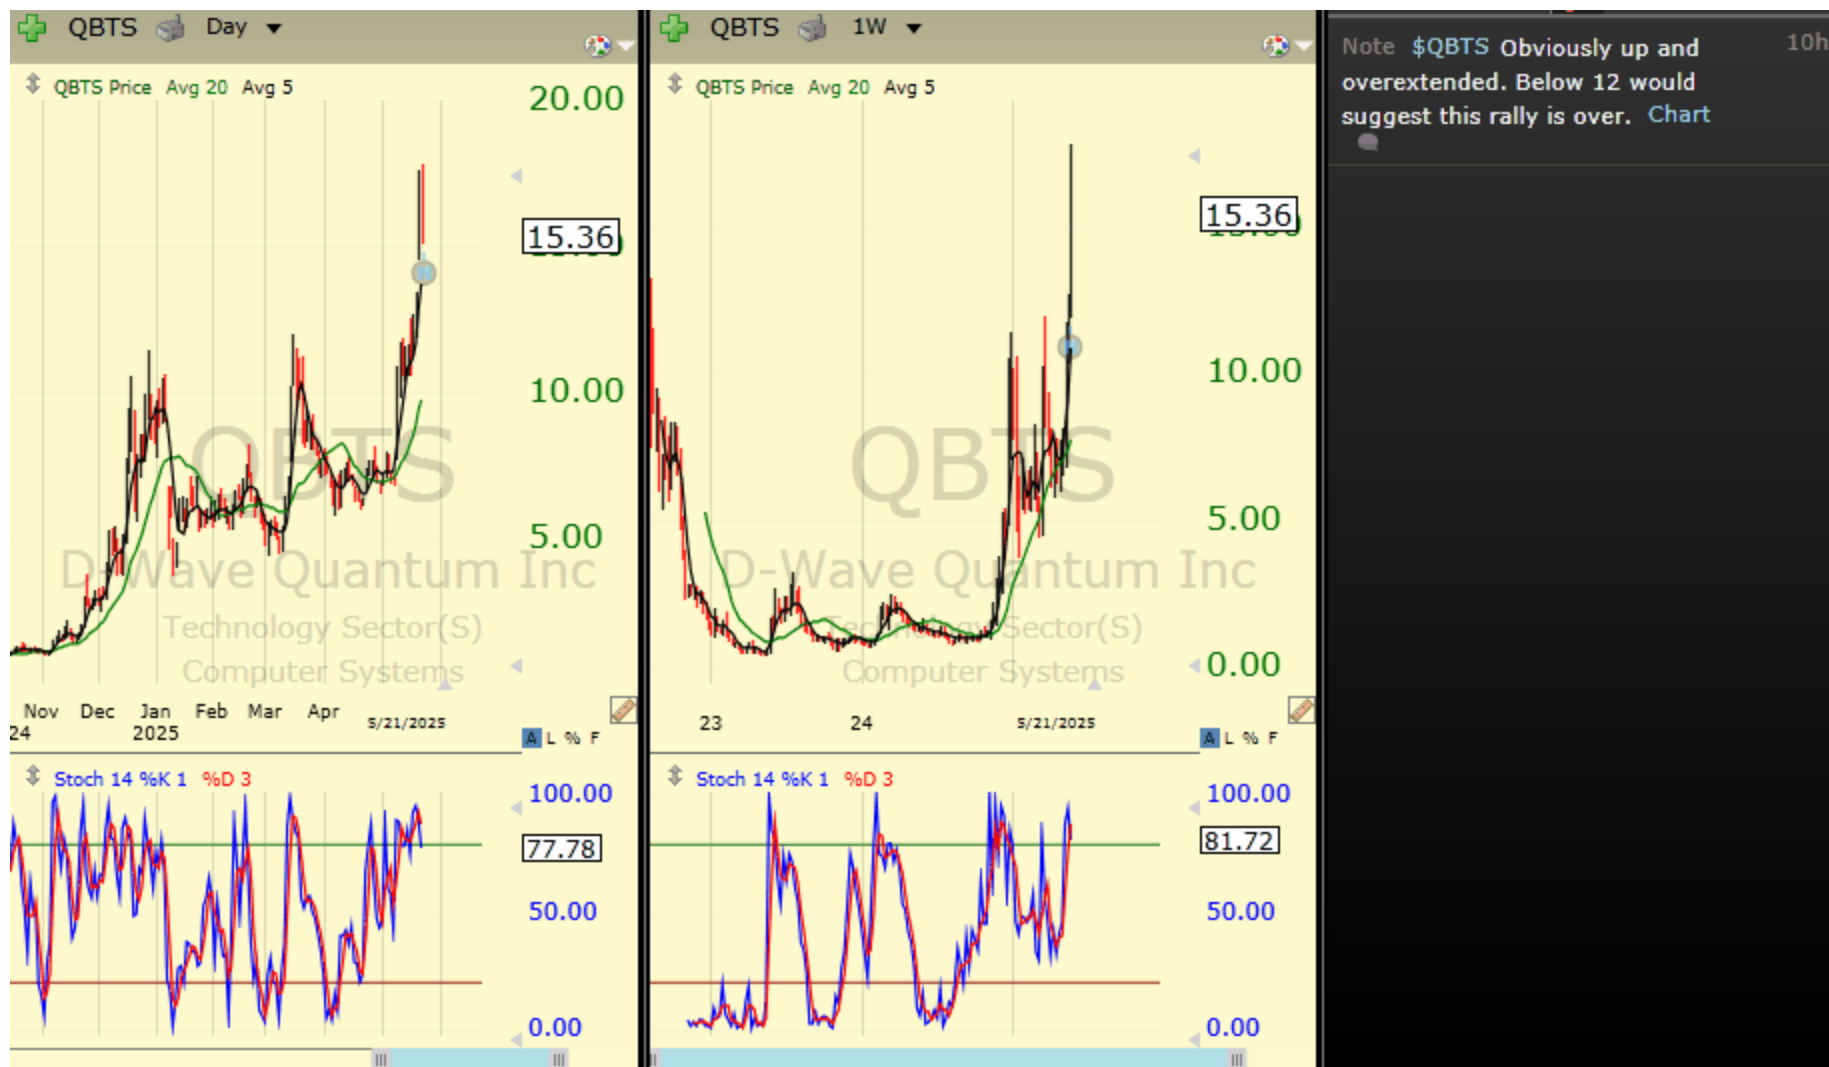 QBTS Day
QBTS Price Avg 20 Avg 5
20.00
15.36
10.00
5.00
QBTS
D-Wave Quantum Inc
Technology Sector(S)
Computer Systems
Nov Dec Jan Feb Mar Apr 5/21/2025
24 2025
A L % F
Stoch 14 %K 1 %D 3
100.00
77.78
50.00
0.00
QBTS 1W
QBTS Price Avg 20 Avg 5
15.36
10.00
5.00
0.00
QBTS
D-Wave Quantum Inc
Technology Sector(S)
Computer Systems
23 24 5/21/2025
A L % F
Stoch 14 %K 1 %D 3
100.00
81.72
50.00
0.00
Note $QBTS Obviously up and 10h
overextended. Below 12 would
suggest this rally is over. Chart